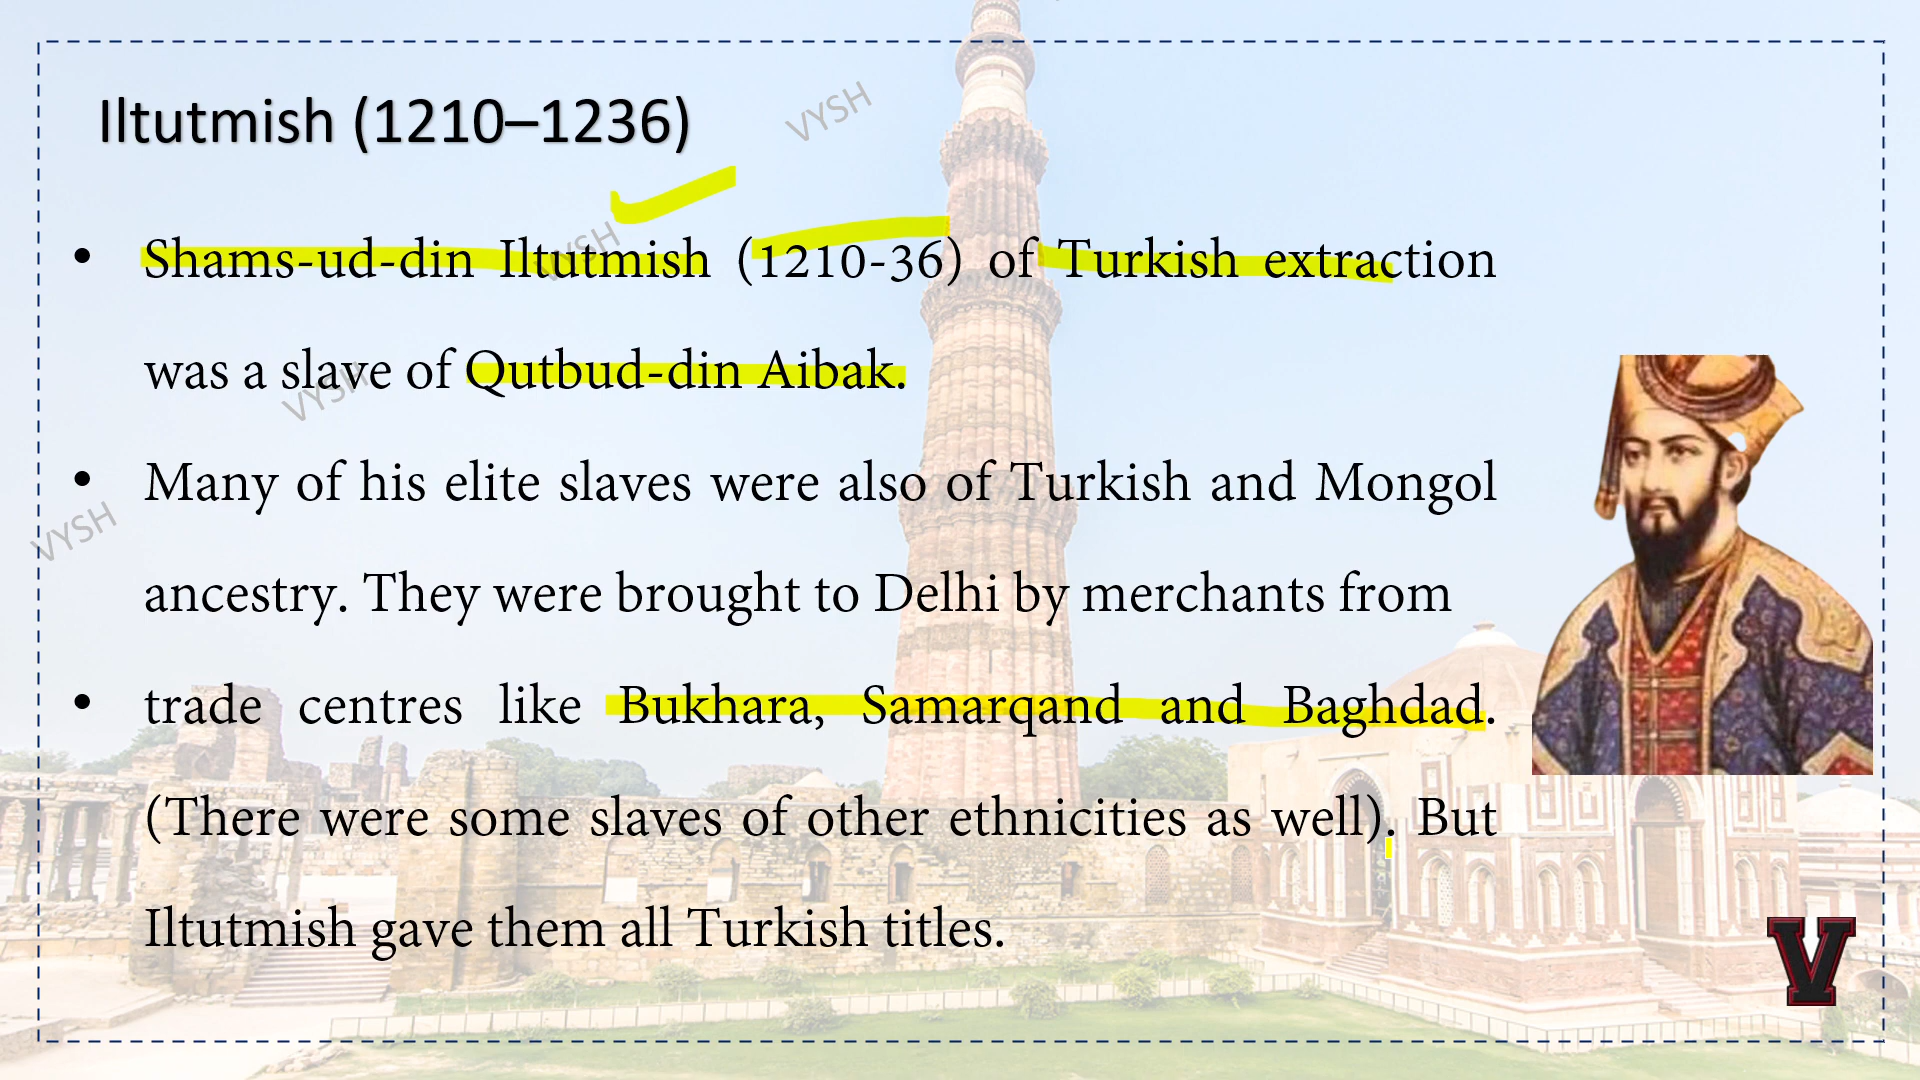 Iltutmish (1210–1236)
VYSH
• Shams-ud-din Iltutmish (1210-36) of Turkish extraction
VYSH
was a slave of Qutbud-din Aibak.
VYSH
• Many of his elite slaves were also of Turkish and Mongol
VYSH
ancestry. They were brought to Delhi by merchants from
• trade centres like Bukhara, Samarqand and Baghdad.
(There were some slaves of other ethnicities as well). But
Iltutmish gave them all Turkish titles.
V